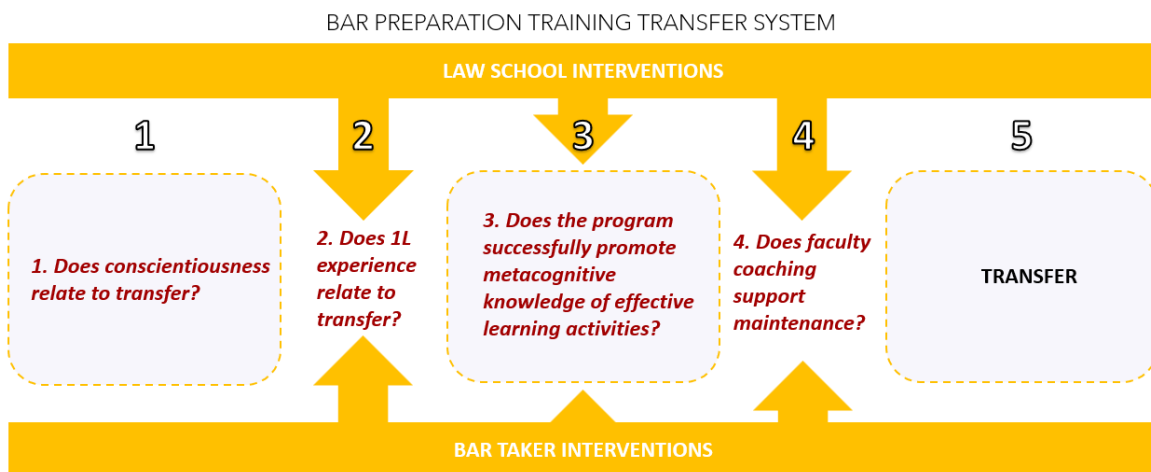 BAR PREPARATION TRAINING TRANSFER SYSTEM
LAW SCHOOL INTERVENTIONS
1
2
3
4
5
1. Does conscientiousness
relate to transfer?
2. Does 1L
experience
relate to
transfer?
3. Does the program
successfully promote
metacognitive
knowledge of effective
learning activities?
4. Does faculty
coaching
support
maintenance?
TRANSFER
BAR TAKER INTERVENTIONS